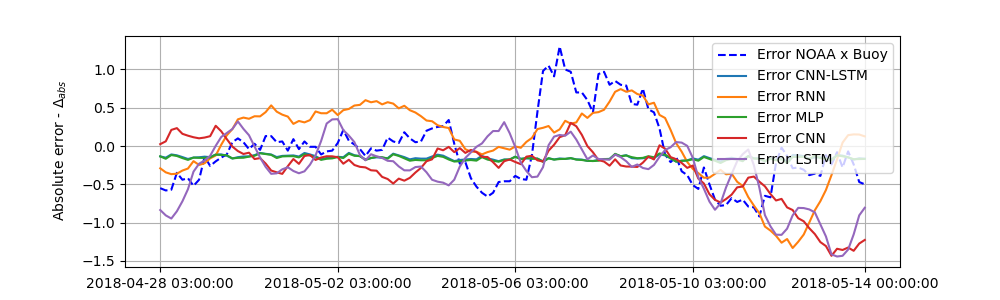 Absolute error - Δabs
1.0
0.5
0.0
−0.5
−1.0
−1.5
Error NOAA x Buoy
Error CNN-LSTM
Error RNN
Error MLP
Error CNN
Error LSTM
2018-04-28 03:00:00
2018-05-02 03:00:00
2018-05-06 03:00:00
2018-05-10 03:00:00
2018-05-14 00:00:00